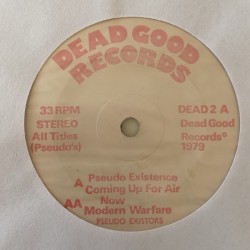 DEAD GOOD
RECORDS
33 RPM
STEREO
All Titles
(Pseudo's)
DEAD 2 A
Dead Good
Records℗
1979
A Pseudo Existence
Coming Up For Air
AA Now
Modern Warfare
PSEUDO EXISTORS